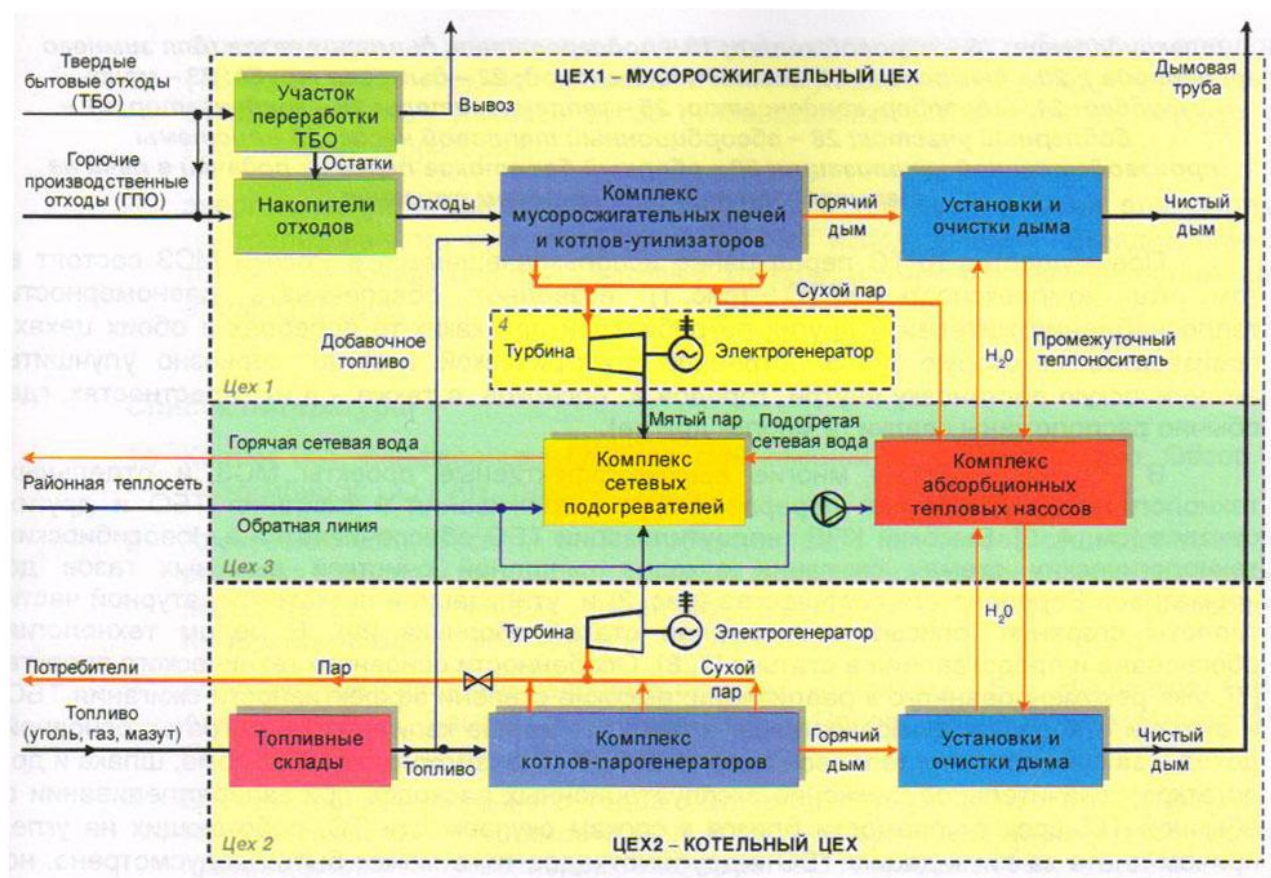 ЦЕХ1 – МУСОРОСЖИГАТЕЛЬНЫЙ ЦЕХ
Твердые
бытовые отходы
(ТБО)
Участок
переработки
ТБО
Вывоз
Дымовая
труба
Горючие
производственные
отходы (ГПО)
Остатки
Накопители
отходов
Отходы
Комплекс
мусоросжигательных печей
и котлов-утилизаторов
Горячий
дым
Установки и
очистки дыма
Чистый
дым
Сухой пар
Добавочное
топливо
4
Турбина
Электрогенератор
H20
Промежуточный
теплоноситель
Цех 1
Мятый пар
Подогретая
сетевая вода
Горячая сетевая вода
Районная теплосеть
Обратная линия
Комплекс
сетевых
подогревателей
Комплекс
абсорбционных
тепловых насосов
Цех 3
Турбина
Электрогенератор
H20
Потребители
Пар
Сухой
пар
Топливо
(уголь, газ, мазут)
Топливные
склады
Топливо
Комплекс
котлов-парогенераторов
Горячий
дым
Установки и
очистки дыма
Чистый
дым
Цех 2
ЦЕХ2 – КОТЕЛЬНЫЙ ЦЕХ